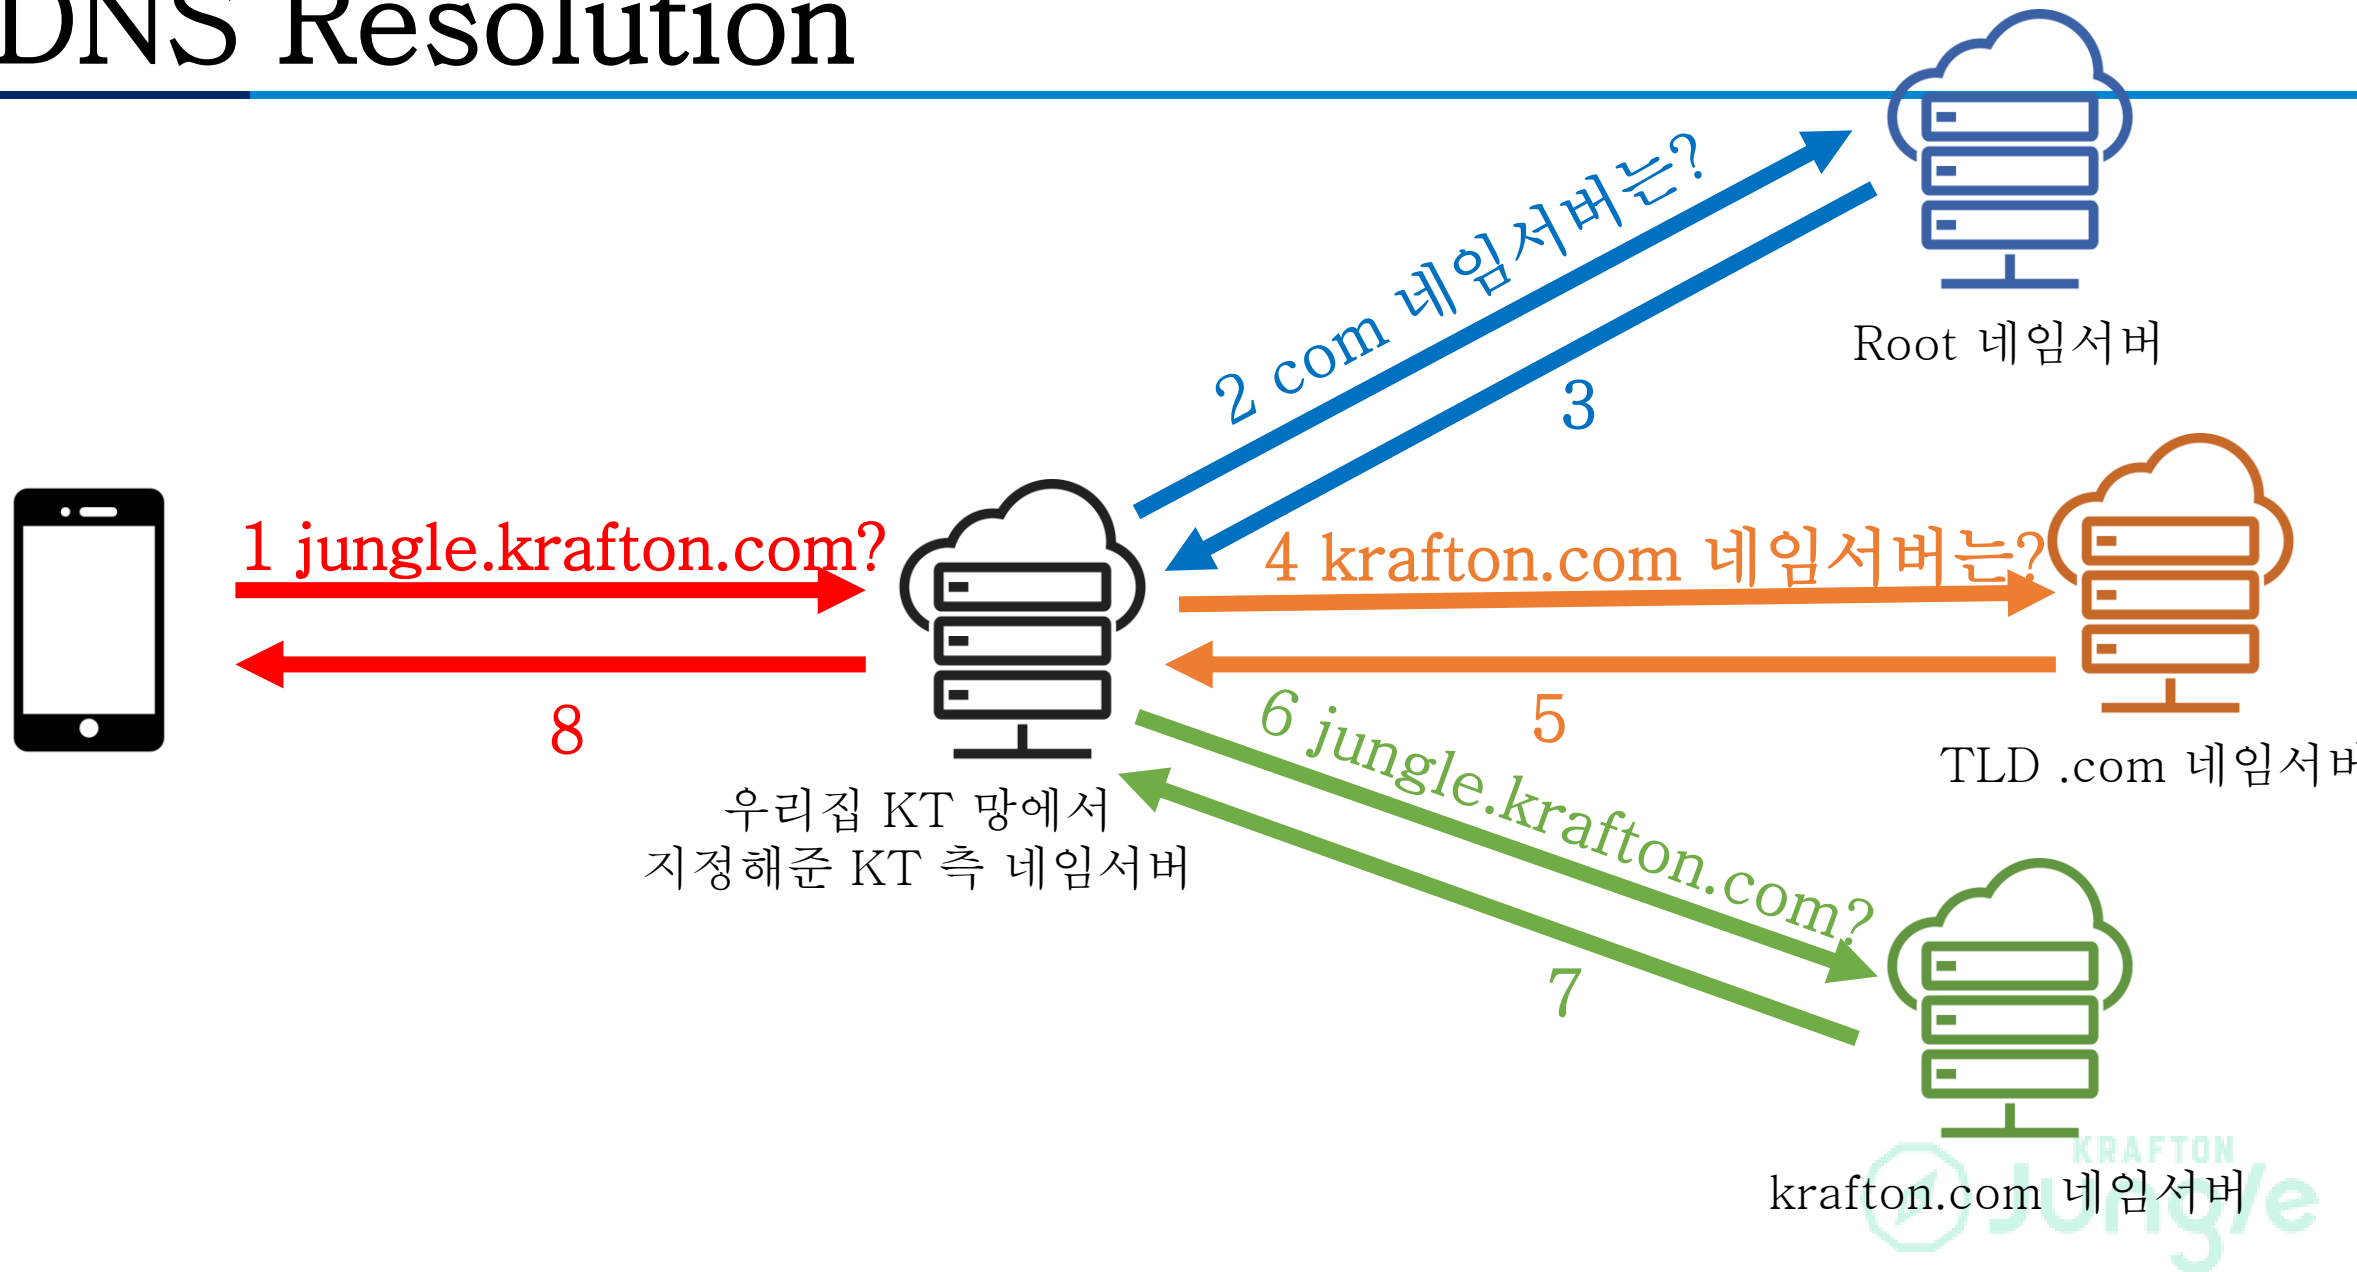 DNS Resolution
2 com 네임서버는?
3
Root 네임서버
1 jungle.krafton.com?
4 krafton.com 네임서버는?
8
5
TLD .com 네임서버
6 jungle.krafton.com?
우리집 KT 망에서
지정해준 KT 측 네임서버
7
KRAFTON
Jungle
krafton.com 네임서버